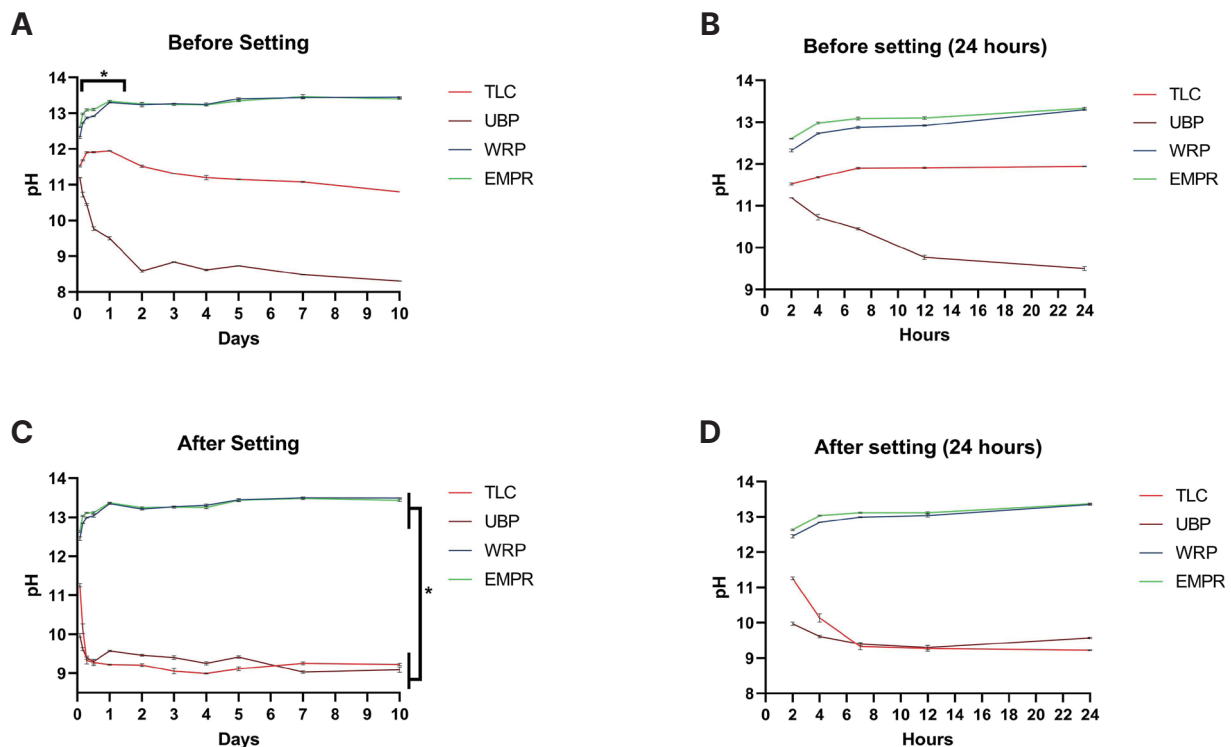 A
Before Setting
*
14
13
12
11
10
9
8
pH
0 1 2 3 4 5 6 7 8 9 10
Days
TLC
UBP
WRP
EMPR
B
Before setting (24 hours)
14
13
12
11
10
9
pH
0 2 4 6 8 10 12 14 16 18 20 22 24
Hours
TLC
UBP
WRP
EMPR
C
After Setting
14
13
12
11
10
9
pH
0 1 2 3 4 5 6 7 8 9 10
Days
*
TLC
UBP
WRP
EMPR
D
After setting (24 hours)
14
13
12
11
10
9
8
pH
0 2 4 6 8 10 12 14 16 18 20 22 24
Hours
TLC
UBP
WRP
EMPR